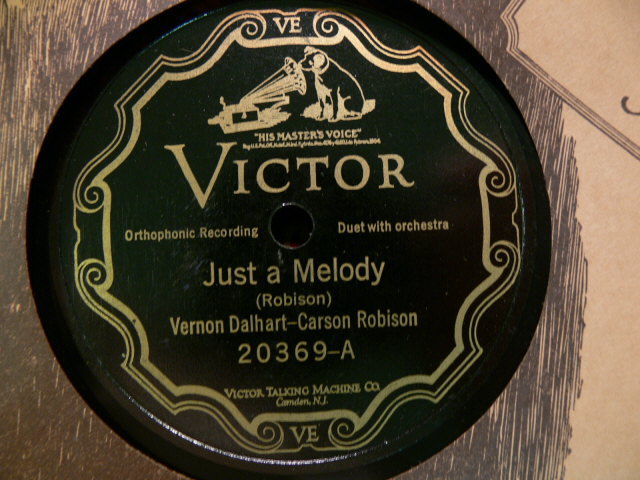 VE
"HIS MASTER'S VOICE"
VICTOR
Orthophonic Recording
Duet with orchestra
Just a Melody
(Robison)
Vernon Dalhart–Carson Robison
20369-A
VICTOR TALKING MACHINE CO.
Camden, N.J.
VE